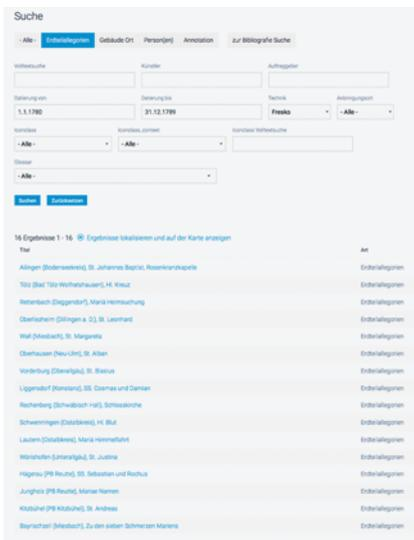 Suche
- Alle - Erdteilallegorien Gebäude Ort Person(en) Annotation zur Bibliografie Suche
Volltextsuche Künstler Auftraggeber
Datierung von Datierung bis Technik Anbringungsort
1.1.1780 31.12.1789 Fresko - Alle -
Iconclass Iconclass_context Iconclass Volltextsuche
- Alle - - Alle -
Glossar
- Alle -
Suchen Zurücksetzen
16 Ergebnisse 1 - 16 Ergebnisse lokalisieren und auf der Karte anzeigen
Titel Art
Ailingen (Bodenseekreis), St. Johannes Baptist, Rosenkranzkapelle Erdteilallegorien
Tölz (Bad Tölz-Wolfratshausen), Hl. Kreuz Erdteilallegorien
Rettenbach (Deggendorf), Mariä Heimsuchung Erdteilallegorien
Oberliezheim (Dillingen a. D.), St. Leonhard Erdteilallegorien
Wall (Miesbach), St. Margareta Erdteilallegorien
Oberhausen (Neu-Ulm), St. Alban Erdteilallegorien
Vorderburg (Oberallgäu), St. Blasius Erdteilallegorien
Liggersdorf (Konstanz), SS. Cosmas und Damian Erdteilallegorien
Rechenberg (Schwäbisch Hall), Schlosskirche Erdteilallegorien
Schwenningen (Ostalbkreis), Hl. Blut Erdteilallegorien
Lautern (Ostalbkreis), Mariä Himmelfahrt Erdteilallegorien
Wörishofen (Unterallgäu), St. Justina Erdteilallegorien
Hägerau (PB Reutte), SS. Sebastian und Rochus Erdteilallegorien
Jungholz (PB Reutte), Mariae Namen Erdteilallegorien
Kitzbühel (PB Kitzbühel), St. Andreas Erdteilallegorien
Bayrischzell (Miesbach), Zu den sieben Schmerzen Mariens Erdteilallegorien